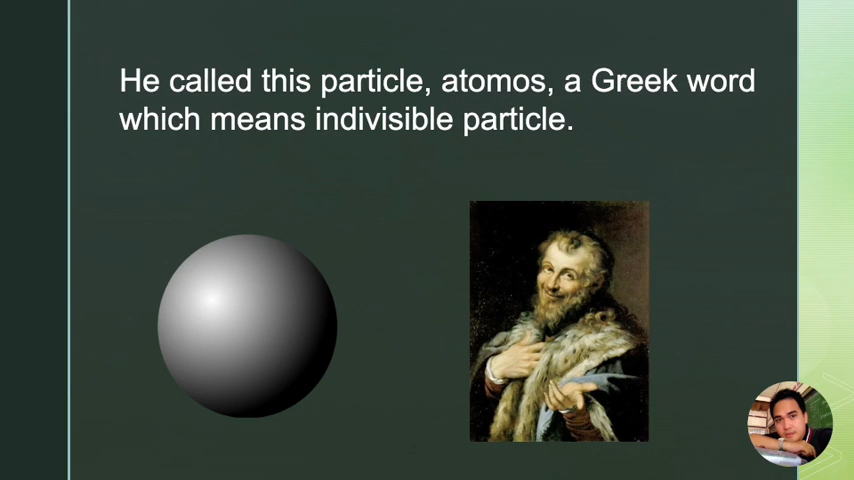 He called this particle, atomos, a Greek word
which means indivisible particle.